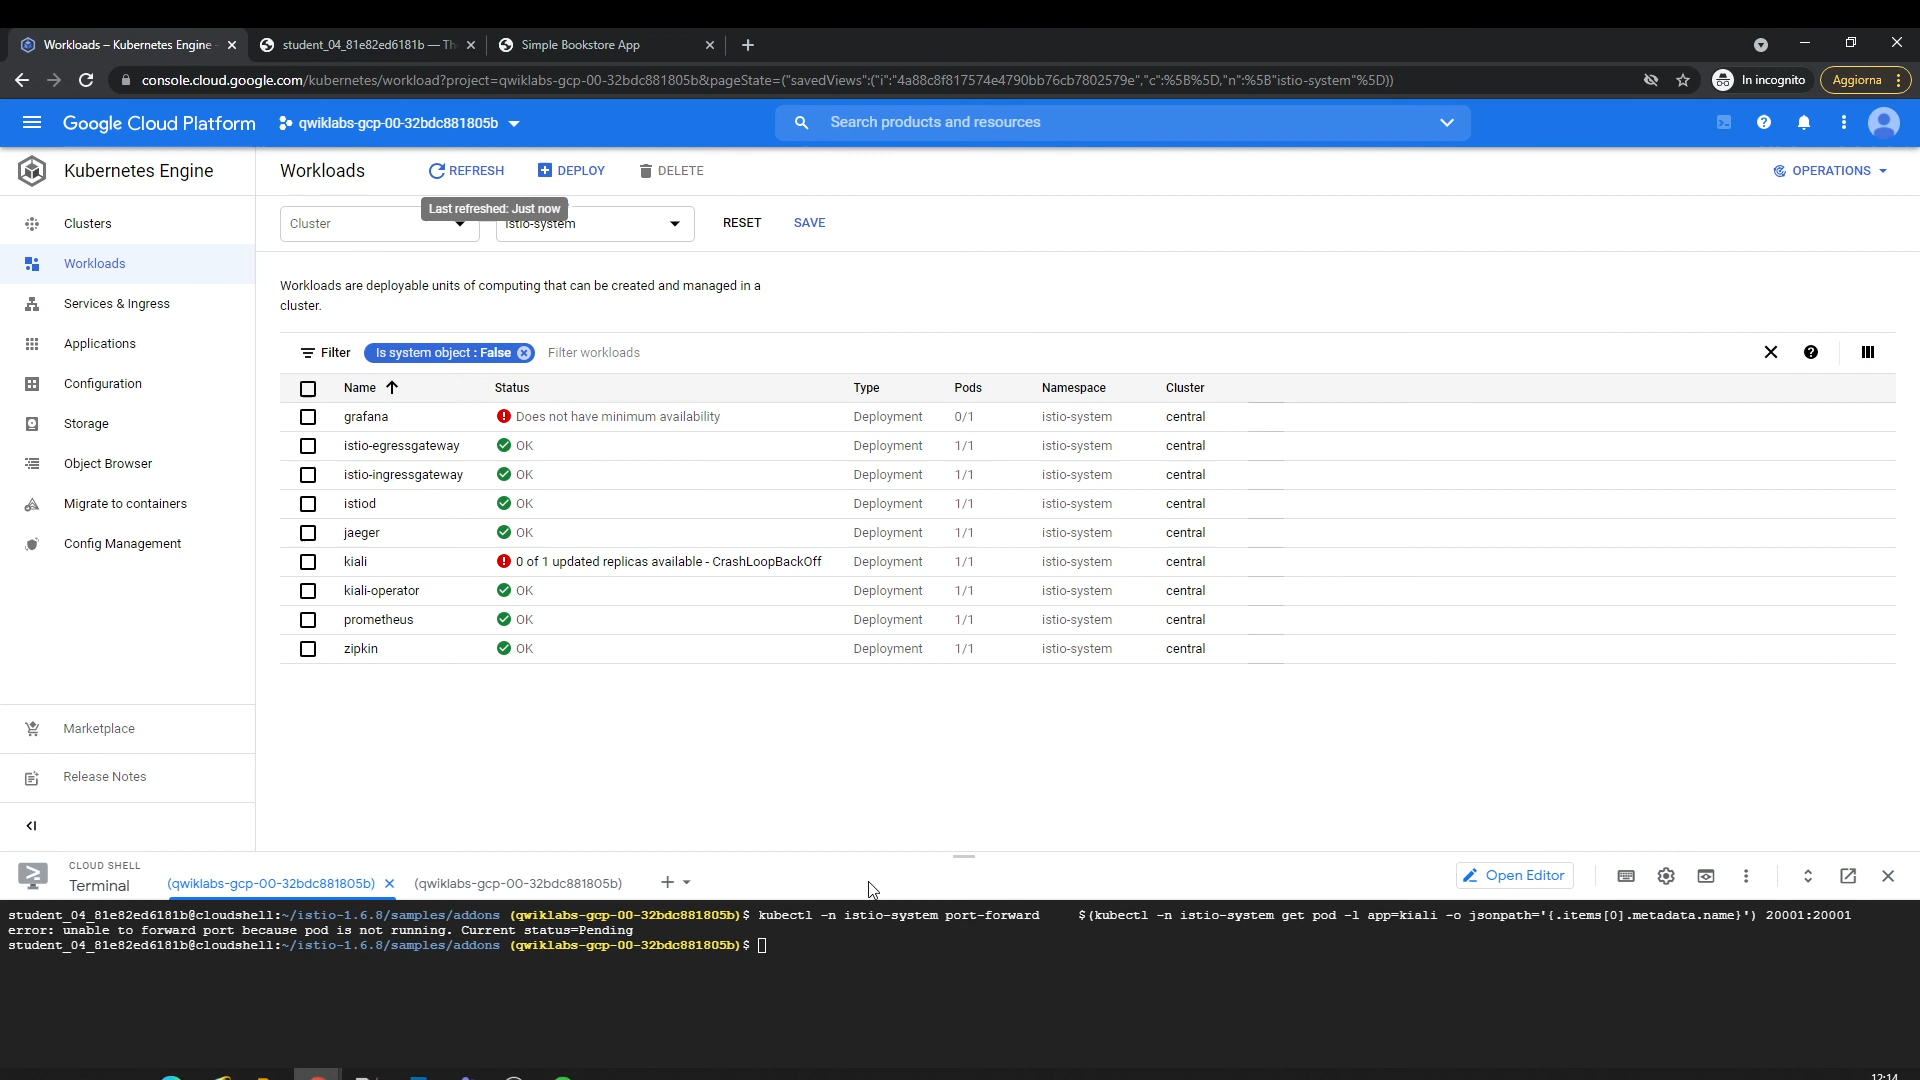 Workloads – Kubernetes Engine -
student_04_81e82ed6181b — Th
Simple Bookstore App
console.cloud.google.com/kubernetes/workload?project=qwiklabs-gcp-00-32bdc881805b&pageState=("savedViews":("i":"4a88c8f817574e4790bb76cb7802579e","c":%5B%5D,"n":%5B"istio-system"%5D))
In incognito
Aggiorna
Google Cloud Platform
qwiklabs-gcp-00-32bdc881805b
Search products and resources
Kubernetes Engine
Workloads
REFRESH
DEPLOY
DELETE
OPERATIONS
Last refreshed: Just now
Cluster
istio-system
RESET
SAVE
Clusters
Workloads
Services & Ingress
Applications
Configuration
Storage
Object Browser
Migrate to containers
Config Management
Marketplace
Release Notes
Workloads are deployable units of computing that can be created and managed in a
cluster.
Filter
Is system object : False
Filter workloads
Name Status Type Pods Namespace Cluster
grafana Does not have minimum availability Deployment 0/1 istio-system central
istio-egressgateway OK Deployment 1/1 istio-system central
istio-ingressgateway OK Deployment 1/1 istio-system central
istiod OK Deployment 1/1 istio-system central
jaeger OK Deployment 1/1 istio-system central
kiali 0 of 1 updated replicas available - CrashLoopBackOff Deployment 1/1 istio-system central
kiali-operator OK Deployment 1/1 istio-system central
prometheus OK Deployment 1/1 istio-system central
zipkin OK Deployment 1/1 istio-system central
CLOUD SHELL
Terminal
(qwiklabs-gcp-00-32bdc881805b)
(qwiklabs-gcp-00-32bdc881805b)
Open Editor
student_04_81e82ed6181b@cloudshell:~/istio-1.6.8/samples/addons (qwiklabs-gcp-00-32bdc881805b)$ kubectl -n istio-system port-forward $(kubectl -n istio-system get pod -l app=kiali -o jsonpath='{.items[0].metadata.name}') 20001:20001
error: unable to forward port because pod is not running. Current status=Pending
student_04_81e82ed6181b@cloudshell:~/istio-1.6.8/samples/addons (qwiklabs-gcp-00-32bdc881805b)$
12:14